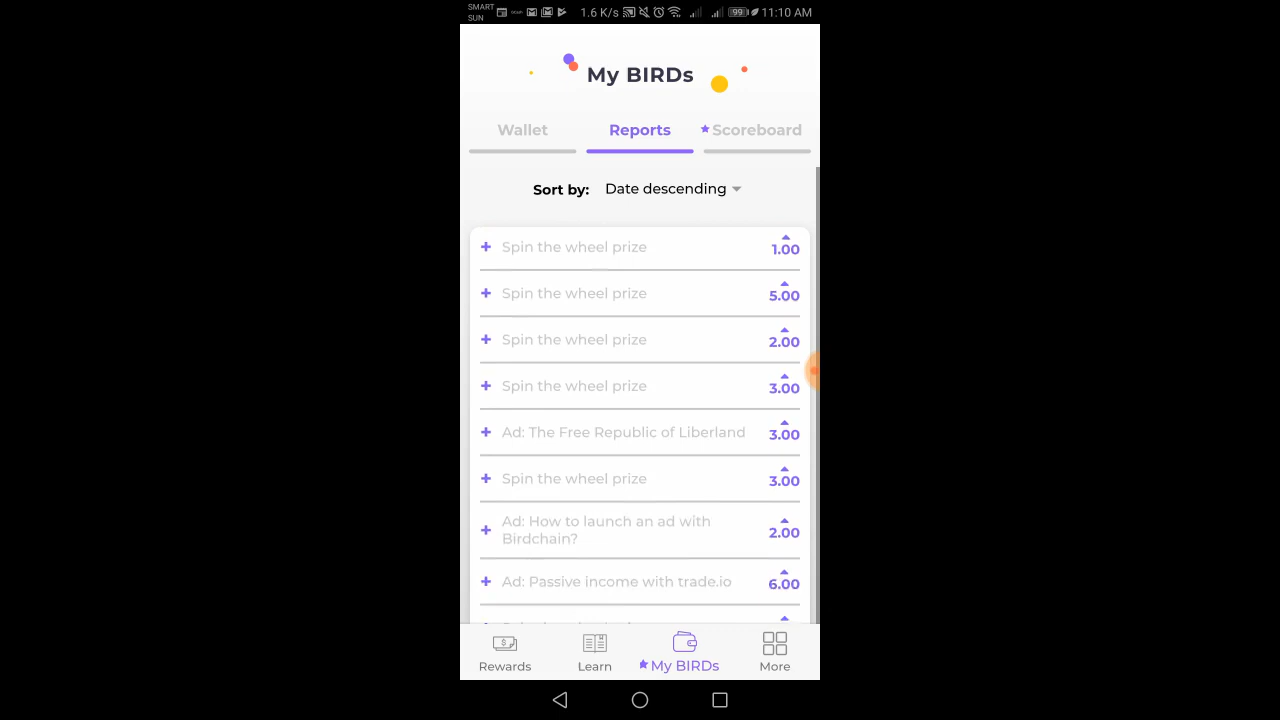 SMART
SUN
1.6 K/s
99
11:10 AM
My BIRDs
Wallet
Reports
Scoreboard
Sort by: Date descending
+ Spin the wheel prize 1.00
+ Spin the wheel prize 5.00
+ Spin the wheel prize 2.00
+ Spin the wheel prize 3.00
+ Ad: The Free Republic of Liberland 3.00
+ Spin the wheel prize 3.00
+ Ad: How to launch an ad with
Birdchain?
2.00
+ Ad: Passive income with trade.io 6.00
Rewards
Learn
My BIRDs
More